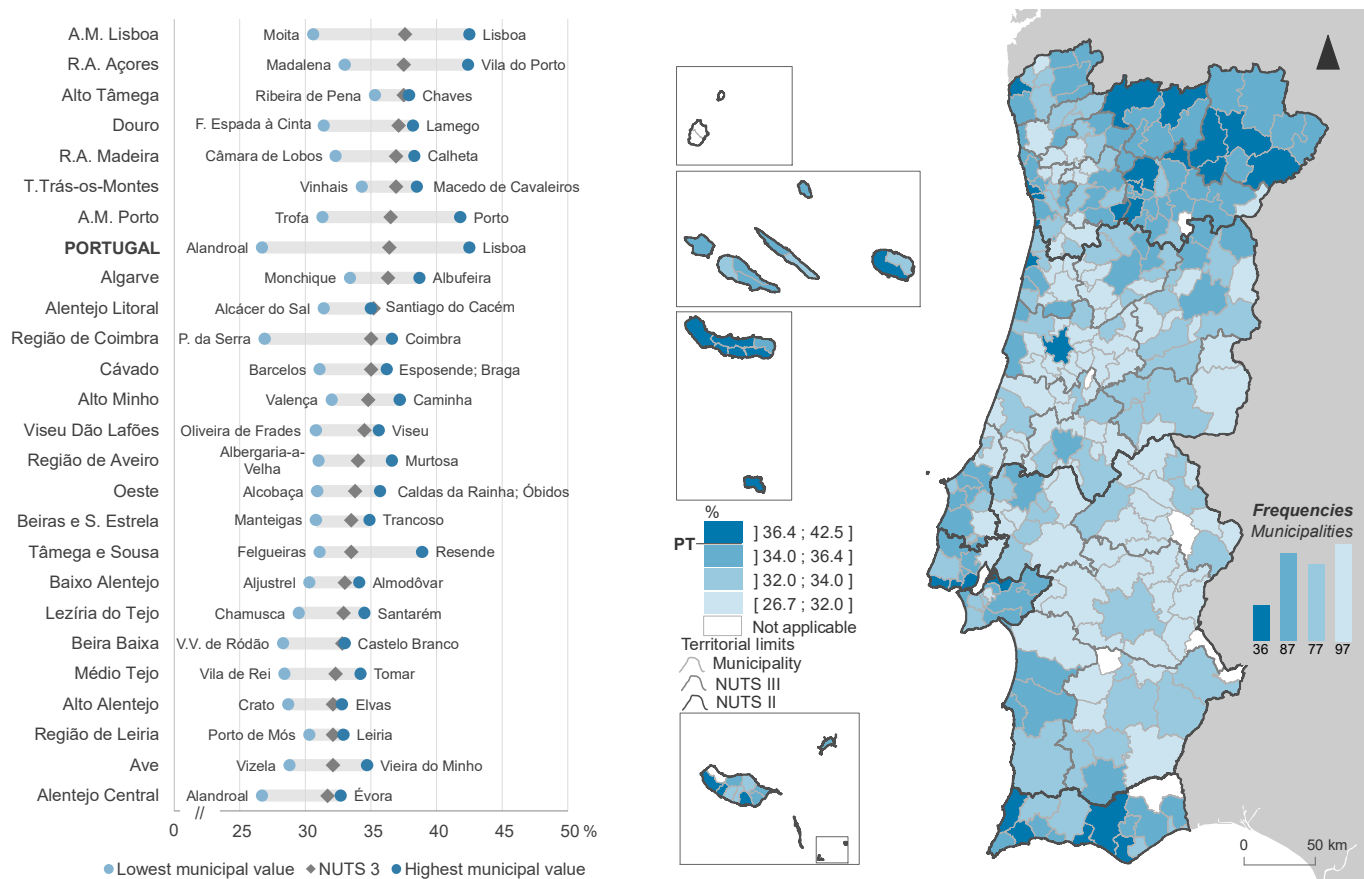 A.M. Lisboa Moita Lisboa
R.A. Açores Madalena Vila do Porto
Alto Tâmega Ribeira de Pena Chaves
Douro F. Espada à Cinta Lamego
R.A. Madeira Câmara de Lobos Calheta
T.Trás-os-Montes Vinhais Macedo de Cavaleiros
A.M. Porto Trofa Porto
PORTUGAL Alandroal Lisboa
Algarve Monchique Albufeira
Alentejo Litoral Alcácer do Sal Santiago do Cacém
Região de Coimbra P. da Serra Coimbra
Cávado Barcelos Esposende; Braga
Alto Minho Valença Caminha
Viseu Dão Lafões Oliveira de Frades Viseu
Região de Aveiro Albergaria-a-
Velha Murtosa
Oeste Alcobaça Caldas da Rainha; Óbidos
Beiras e S. Estrela Manteigas Trancoso
Tâmega e Sousa Felgueiras Resende
Baixo Alentejo Aljustrel Almodôvar
Lezíria do Tejo Chamusca Santarém
Beira Baixa V.V. de Ródão Castelo Branco
Médio Tejo Vila de Rei Tomar
Alto Alentejo Crato Elvas
Região de Leiria Porto de Mós Leiria
Ave Vizela Vieira do Minho
Alentejo Central Alandroal Évora
//
0 25 30 35 40 45 50 %
Lowest municipal value NUTS 3 Highest municipal value
%
PT
] 36.4 ; 42.5 ]
] 34.0 ; 36.4 ]
] 32.0 ; 34.0 ]
[ 26.7 ; 32.0 ]
Not applicable
Territorial limits
Municipality
NUTS III
NUTS II
Frequencies
Municipalities
36 87 77 97
0 50 km